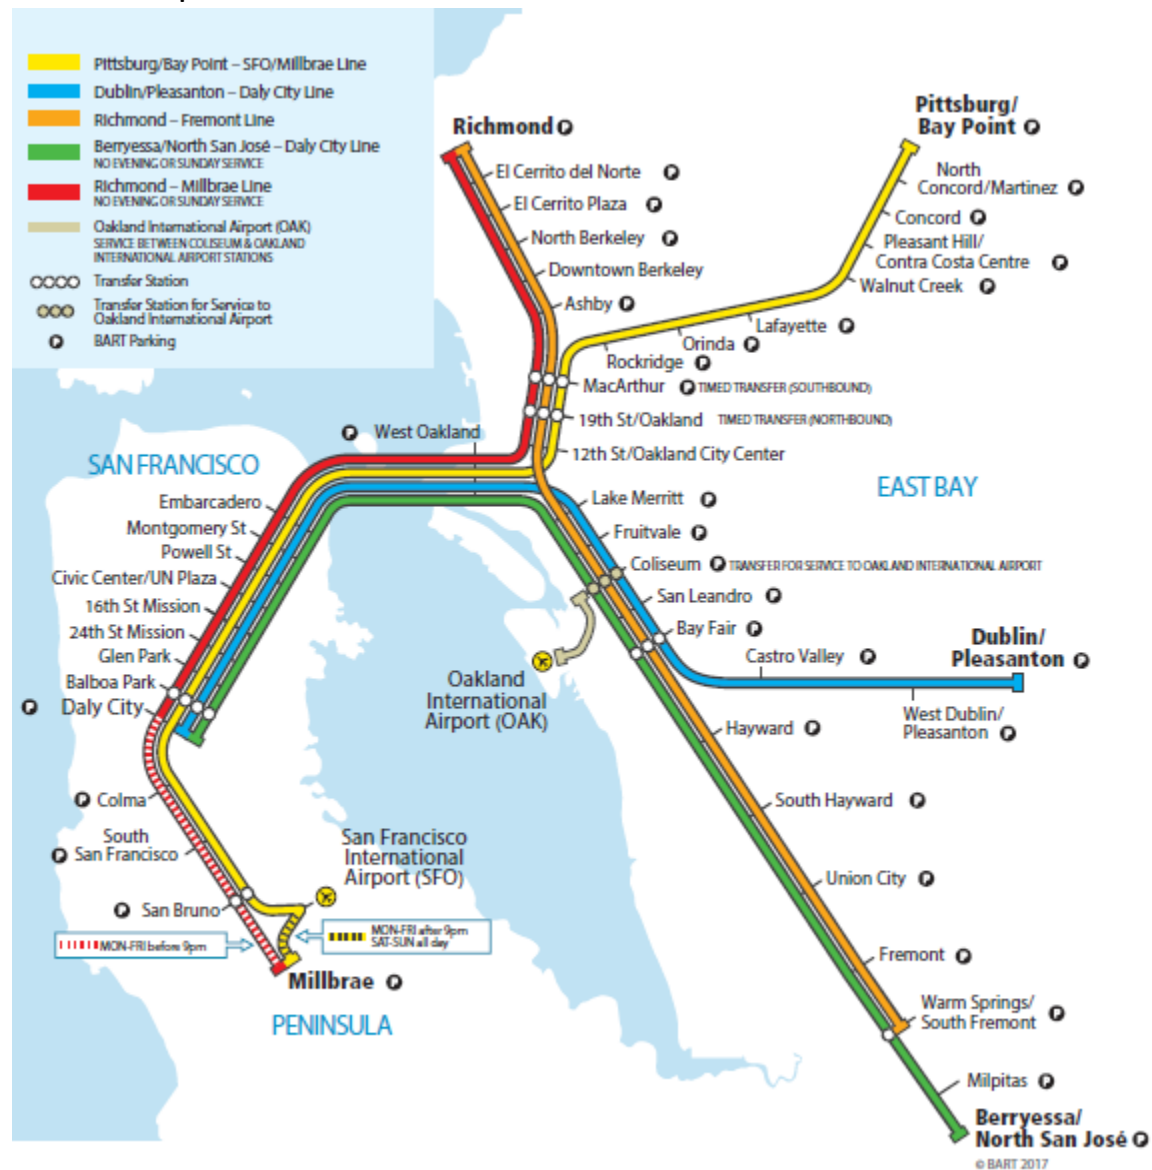 Pittsburg/Bay Point – SFO/Millbrae Line
Dublin/Pleasanton – Daly City Line
Richmond – Fremont Line
Berryessa/North San José – Daly City Line
NO EVENING OR SUNDAY SERVICE
Richmond – Millbrae Line
NO EVENING OR SUNDAY SERVICE
Oakland International Airport (OAK)
SERVICE BETWEEN COLISEUM & OAKLAND
INTERNATIONAL AIRPORT STATIONS
Transfer Station
Transfer Station for Service to
Oakland International Airport
P BART Parking
Richmond P
El Cerrito del Norte P
El Cerrito Plaza P
North Berkeley P
Downtown Berkeley
Ashby P
Pittsburg/
Bay Point P
North
Concord/Martinez P
Concord P
Pleasant Hill/
Contra Costa Centre P
Walnut Creek P
Lafayette P
Orinda P
Rockridge P
MacArthur P TIMED TRANSFER (SOUTHBOUND)
19th St/Oakland TIMED TRANSFER (NORTHBOUND)
12th St/Oakland City Center
P West Oakland
SAN FRANCISCO
EAST BAY
Embarcadero
Montgomery St
Powell St
Civic Center/UN Plaza
16th St Mission
24th St Mission
Glen Park
Balboa Park
P Daly City
Lake Merritt P
Fruitvale P
Coliseum P TRANSFER FOR SERVICE TO OAKLAND INTERNATIONAL AIRPORT
San Leandro P
Bay Fair P
Castro Valley P
Dublin/
Pleasanton P
West Dublin/
Pleasanton P
Oakland
International
Airport (OAK)
Hayward P
South Hayward P
Union City P
Fremont P
Warm Springs/
South Fremont P
Milpitas P
Berryessa/
North San José P
P Colma
South
P San Francisco
San Francisco
International
Airport (SFO)
P San Bruno
MON-FRI before 9pm
MON-FRI after 9pm
SAT-SUN all day
Millbrae P
PENINSULA
© BART 2017